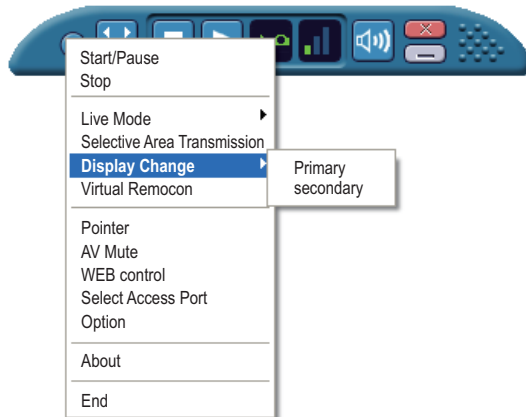 Start/Pause
Stop
Live Mode
Selective Area Transmission
Display Change
Primary
secondary
Virtual Remocon
Pointer
AV Mute
WEB control
Select Access Port
Option
About
End